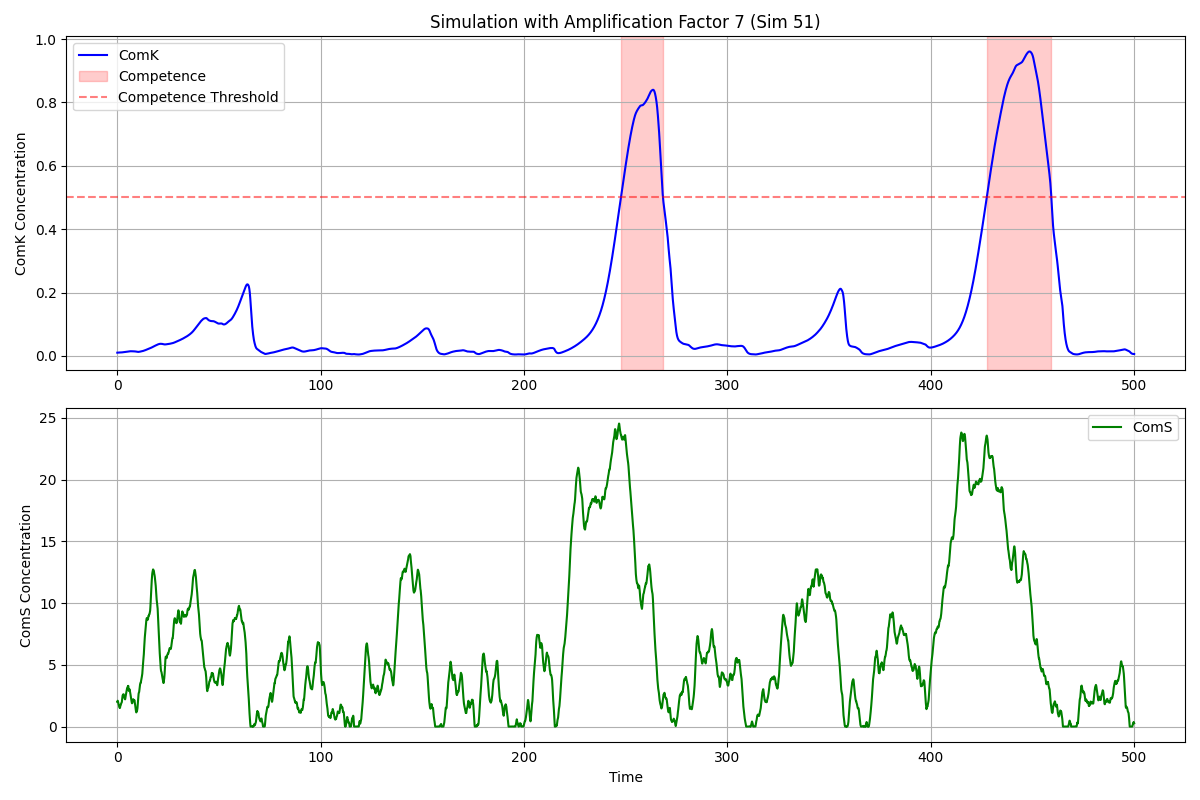 Simulation with Amplification Factor 7 (Sim 51)
ComK Concentration
1.0
0.8
0.6
0.4
0.2
0.0
ComK
Competence
Competence Threshold
0 100 200 300 400 500
ComS Concentration
25
20
15
10
5
0
ComS
0 100 200 300 400 500
Time